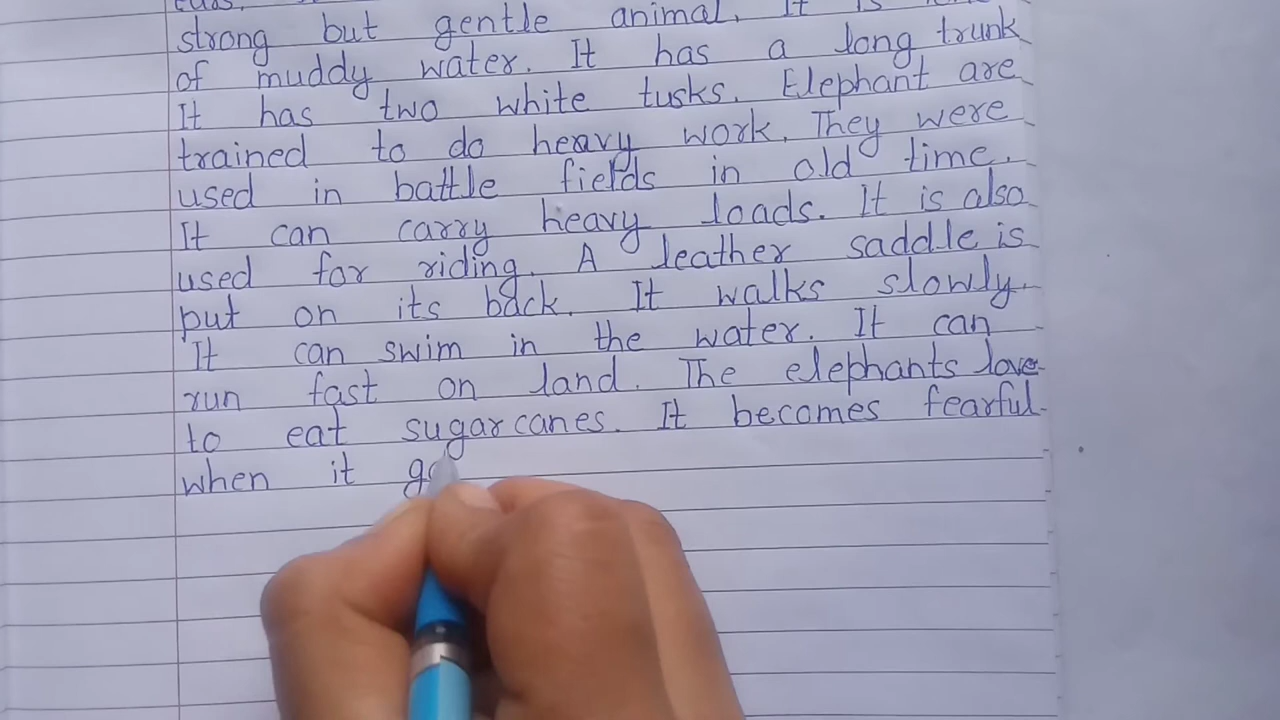 strong but gentle animal. It is
of muddy water. It has a long trunk
It has two white tusks. Elephant are
trained to do heavy work. They were
used in battle fields in old time.
It can carry heavy loads. It is also
used for riding. A leather saddle is
put on its back. It walks slowly.
It can swim in the water. It can
run fast on land. The elephants love
to eat sugarcanes. It becomes fearful
when it